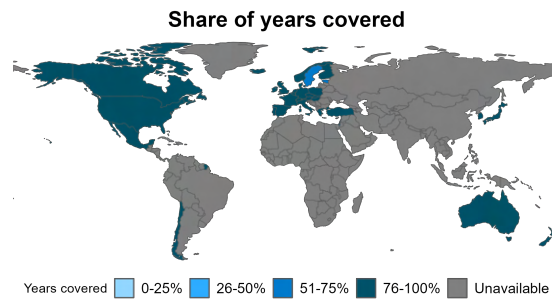 Share of years covered
Years covered 0-25% 26-50% 51-75% 76-100% Unavailable